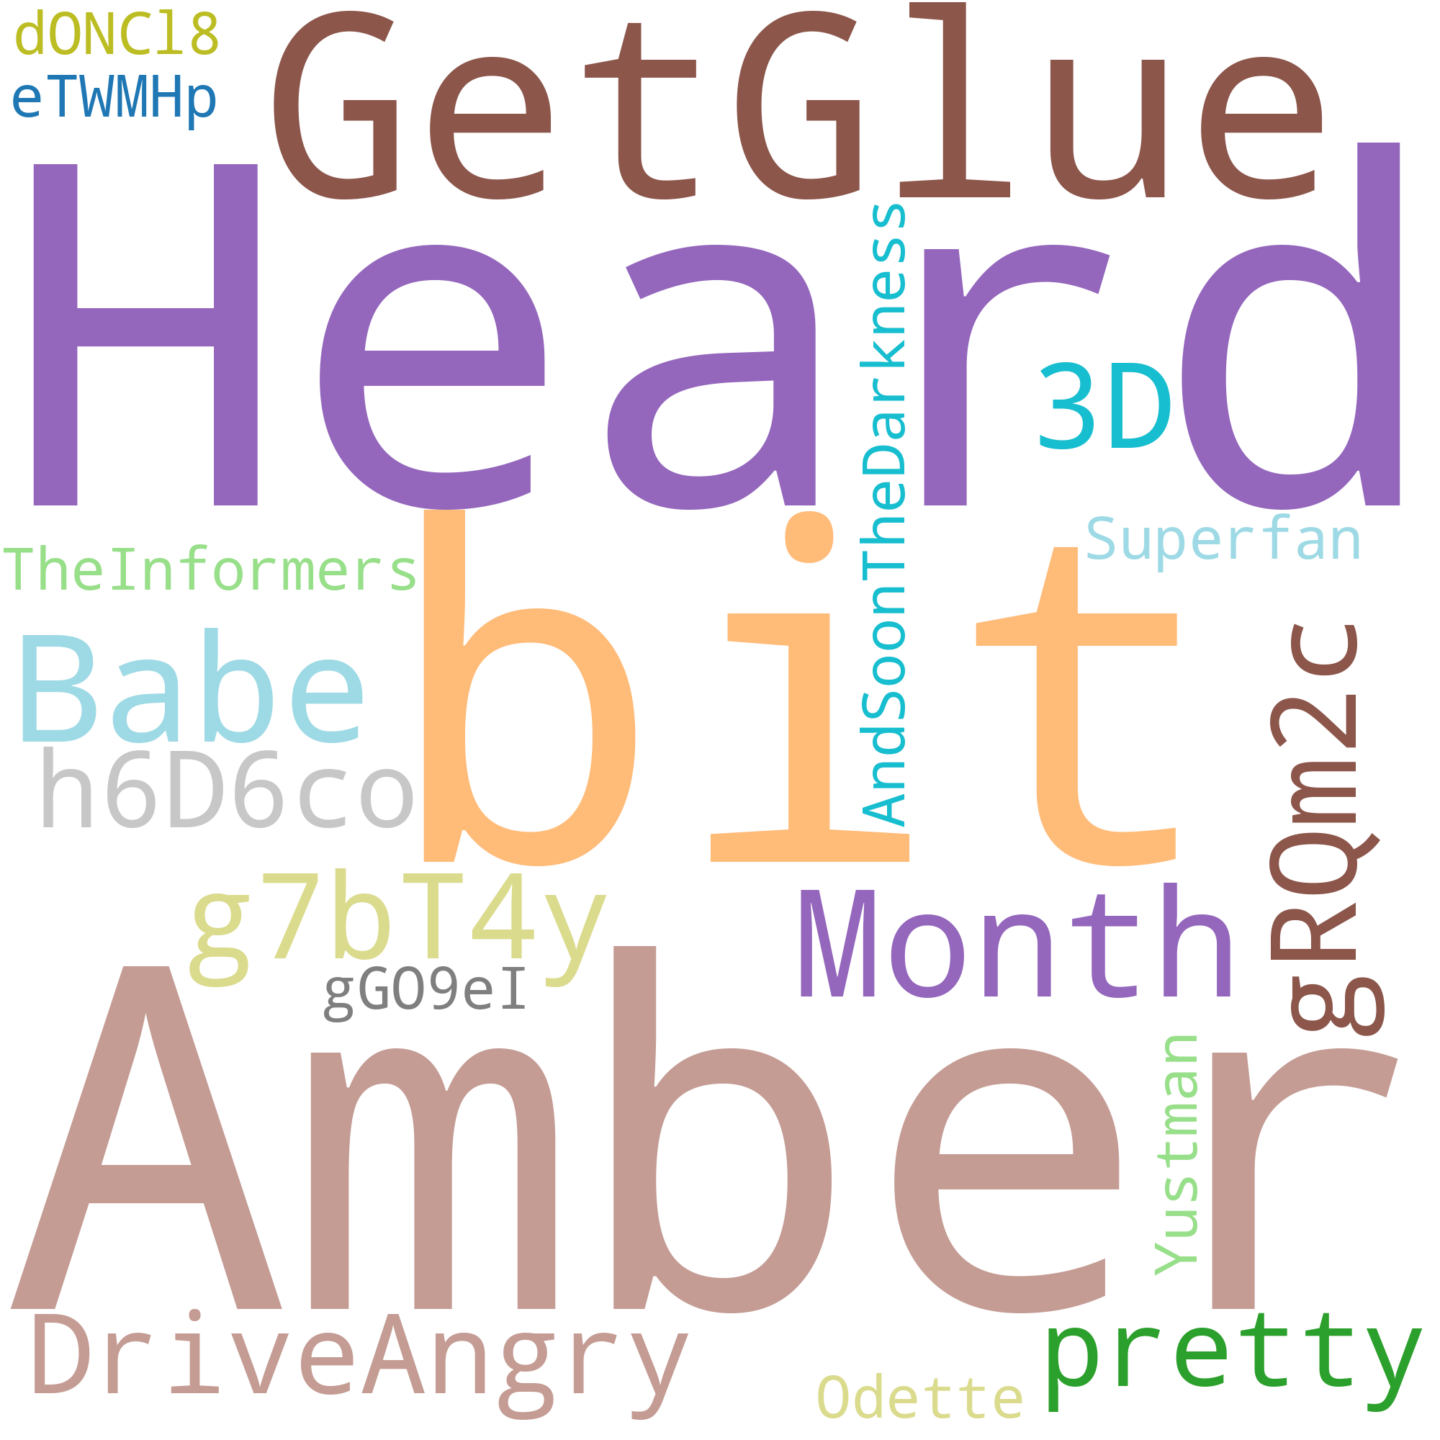 dONCl8
eTWMHp
GetGlue
Heard
AndSoonTheDarkness
3D
Superfan
TheInformers
bit
Babe
h6D6co
gRQm2c
g7bT4y
Month
gGO9eI
Amber
Yustman
DriveAngry
pretty
Odette